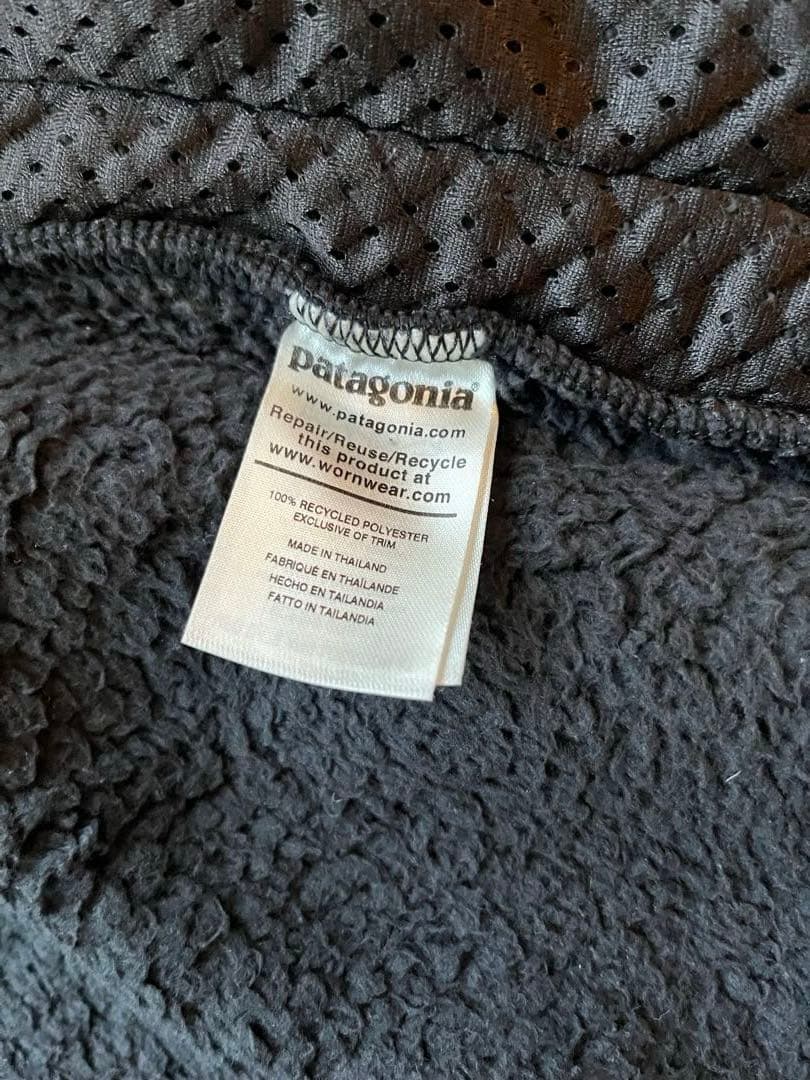 patagonia®
www.patagonia.com
Repair/Reuse/Recycle
this product at
www.wornwear.com
100% RECYCLED POLYESTER
EXCLUSIVE OF TRIM
MADE IN THAILAND
FABRIQUÉ EN THAÏLANDE
HECHO EN TAILANDIA
FATTO IN TAILANDIA